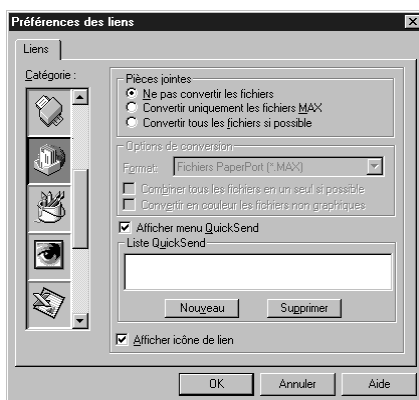 Préférences des liens
Liens
Catégorie :
Pièces jointes
Ne pas convertir les fichiers
Convertir uniquement les fichiers MAX
Convertir tous les fichiers si possible
Options de conversion
Format: Fichiers PaperPort (*.MAX)
Combiner tous les fichiers en un seul si possible
Convertir en couleur les fichiers non graphiques
Afficher menu QuickSend
Liste QuickSend
Nouveau Supprimer
Afficher icône de lien
OK Annuler Aide